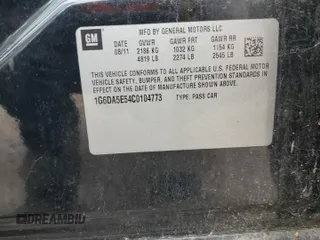 GM
MFD BY GENERAL MOTORS LLC
DATE GVWR GAWR FRT GAWR RR
08/11 2186 KG 1032 KG 1154 KG
4819 LB 2274 LB 2545 LB
THIS VEHICLE CONFORMS TO ALL APPLICABLE U.S. FEDERAL MOTOR
VEHICLE SAFETY, BUMPER, AND THEFT PREVENTION STANDARDS IN
EFFECT ON THE DATE OF MANUFACTURE SHOWN ABOVE.
1G6DA5E54C0104773 TYPE: PASS CAR
DREAMBID